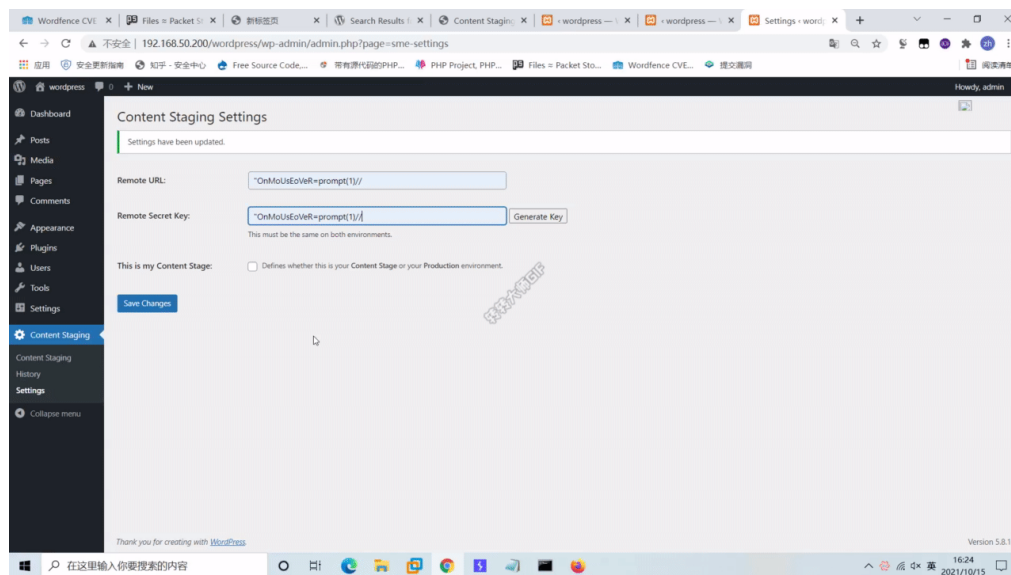 Wordfence CVE
Files ≈ Packet St
新标签页
Search Results f
Content Staging
‹ wordpress —
‹ wordpress —
Settings ‹ wordp
不安全 | 192.168.50.200/wordpress/wp-admin/admin.php?page=sme-settings
应用
安全更新指南
知乎 - 安全中心
Free Source Code,...
带有源代码的PHP...
PHP Project, PHP...
Files ≈ Packet Sto...
Wordfence CVE...
提交漏洞
阅读清单
wordpress 0 + New Howdy, admin
Dashboard
Posts
Media
Pages
Comments
Appearance
Plugins
Users
Tools
Settings
Content Staging
Content Staging
History
Settings
Collapse menu
Content Staging Settings
Settings have been updated.
Remote URL: "OnMoUsEoVeR=prompt(1)//
Remote Secret Key: "OnMoUsEoVeR=prompt(1)// Generate Key
This must be the same on both environments.
This is my Content Stage: Defines whether this is your Content Stage or your Production environment.
Save Changes
转转大师GIF
Thank you for creating with WordPress. Version 5.8.1
在这里输入你要搜索的内容
英
16:24
2021/10/15